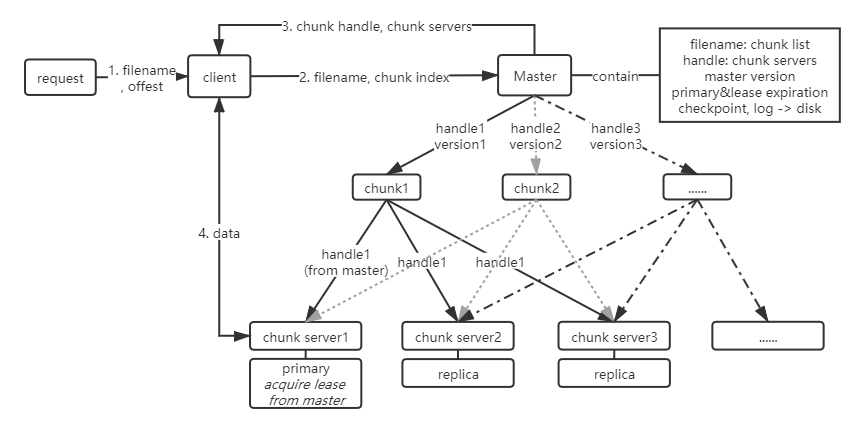 3. chunk handle, chunk servers
request
1. filename
, offest
client
2. filename, chunk index
Master
contain
filename: chunk list
handle: chunk servers
master version
primary&lease expiration
checkpoint, log -> disk
handle1
version1
handle2
version2
handle3
version3
chunk1
chunk2
......
4. data
handle1
(from master)
handle1
handle1
chunk server1
chunk server2
chunk server3
......
primary
acquire lease
from master
replica
replica